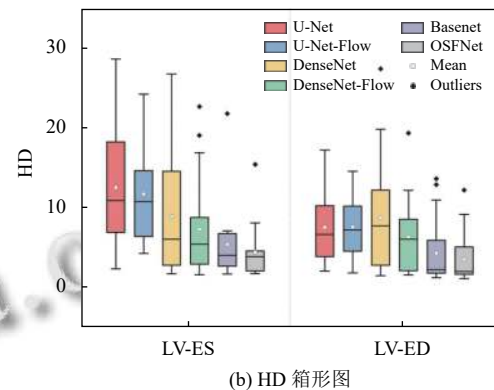 (b)
HD
30
20
10
0
U-Net
U-Net-Flow
DenseNet
DenseNet-Flow
Basenet
OSFNet
Mean
Outliers
LV-ES
LV-ED
(b) HD 箱形图